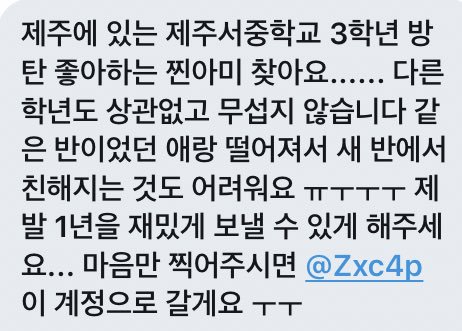 제주에 있는 제주서중학교 3학년 방
탄 좋아하는 찐아미 찾아요...... 다른
학년도 상관없고 무섭지 않습니다 같
은 반이었던 애랑 떨어져서 새 반에서
친해지는 것도 어려워요 ㅠㅜㅜㅜ 제
발 1년을 재밌게 보낼 수 있게 해주세
요... 마음만 찍어주시면 @Zxc4p
이 계정으로 갈게요 ㅜㅜ